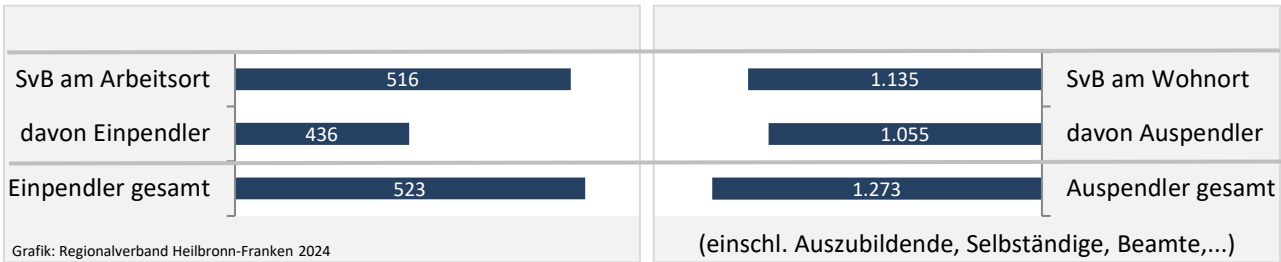 SvB am Arbeitsort 516 1.135 SvB am Wohnort
davon Einpendler 436 1.055 davon Auspendler
Einpendler gesamt 523 1.273 Auspendler gesamt
Grafik: Regionalverband Heilbronn-Franken 2024 (einschl. Auszubildende, Selbständige, Beamte,...)